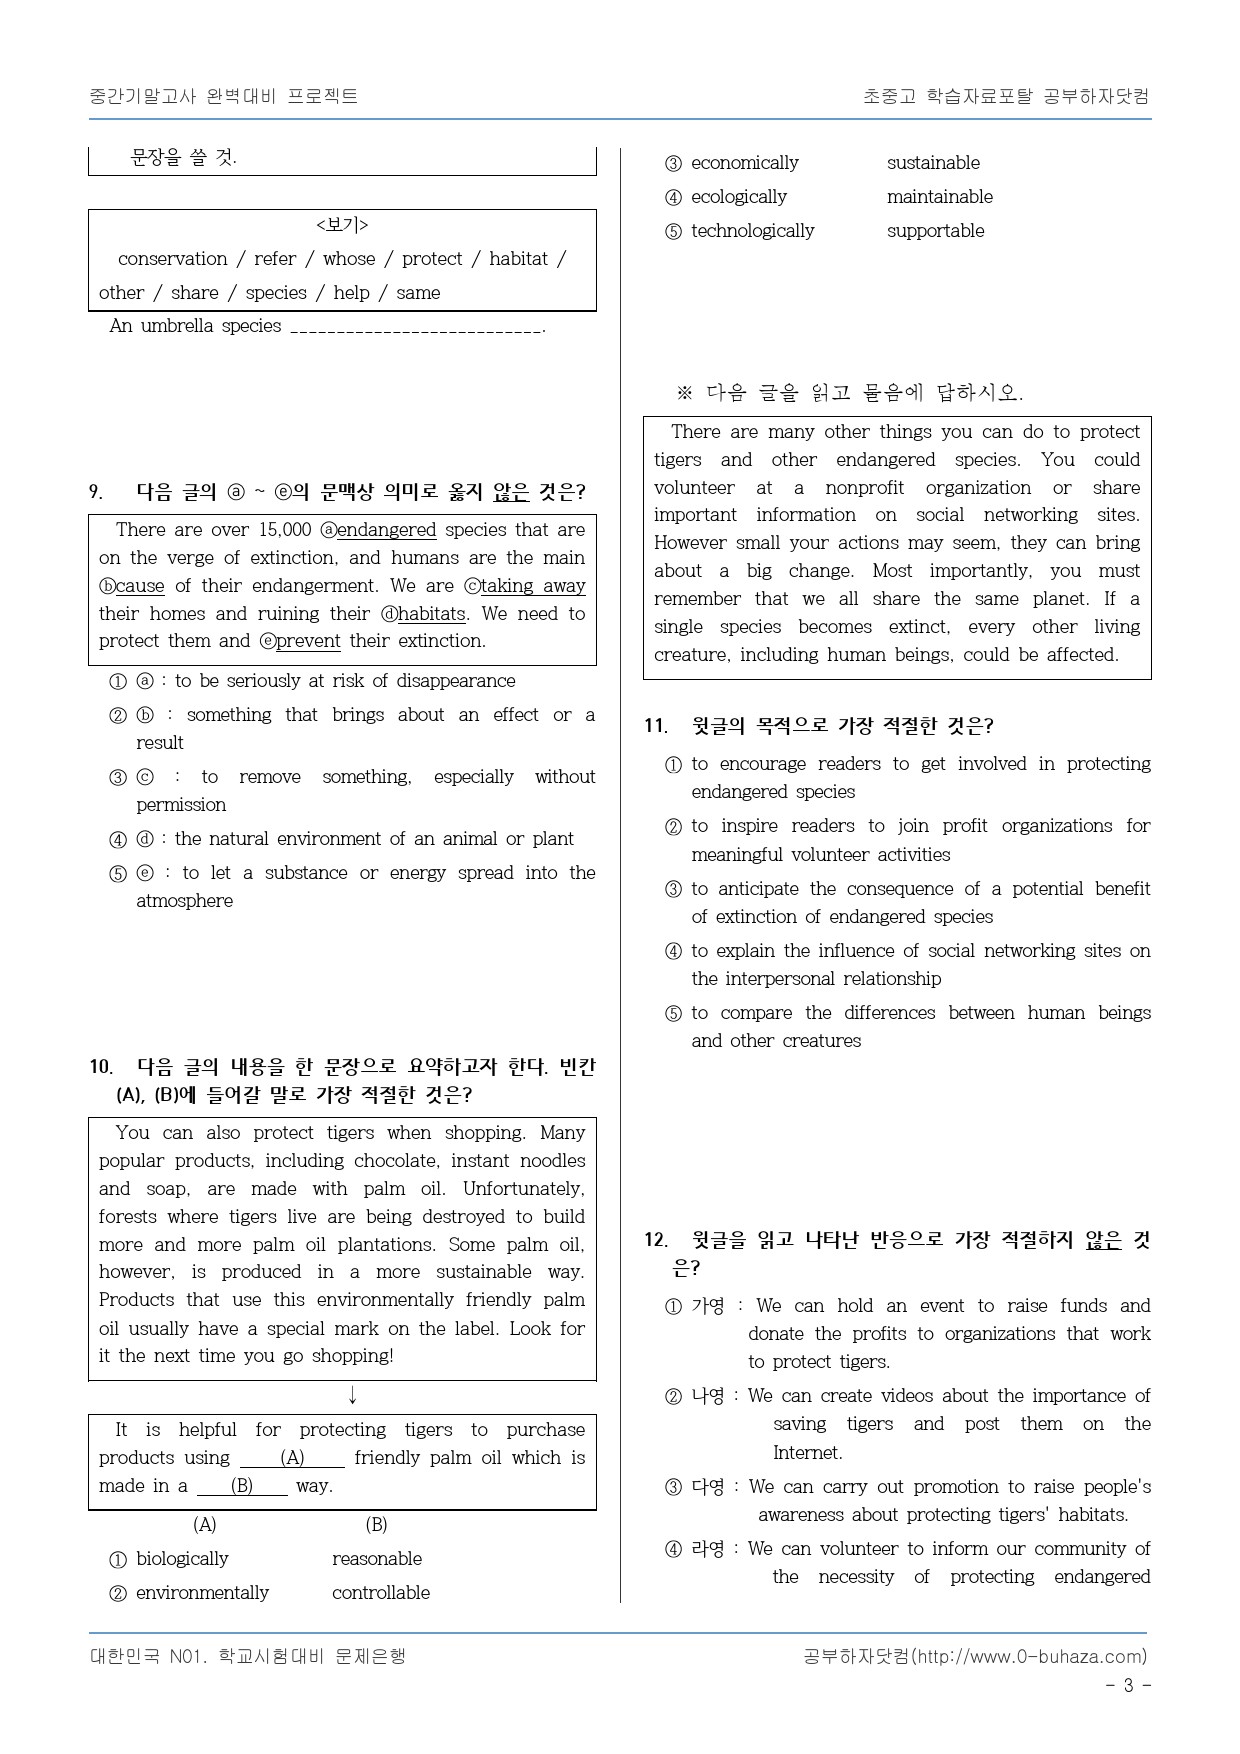 중간기말고사 완벽대비 프로젝트
초중고 학습자료포탈 공부하자닷컴
문장을 쓸 것.
<보기>
conservation / refer / whose / protect / habitat /
other / share / species / help / same
An umbrella species ___________________________.
9. 다음 글의 ⓐ ~ ⓔ의 문맥상 의미로 옳지 않은 것은?
There are over 15,000 ⓐendangered species that are
on the verge of extinction, and humans are the main
ⓑcause of their endangerment. We are ⓒtaking away
their homes and ruining their ⓓhabitats. We need to
protect them and ⓔprevent their extinction.
① ⓐ : to be seriously at risk of disappearance
② ⓑ : something that brings about an effect or a
result
③ ⓒ : to remove something, especially without
permission
④ ⓓ : the natural environment of an animal or plant
⑤ ⓔ : to let a substance or energy spread into the
atmosphere
10. 다음 글의 내용을 한 문장으로 요약하고자 한다. 빈칸
(A), (B)에 들어갈 말로 가장 적절한 것은?
You can also protect tigers when shopping. Many
popular products, including chocolate, instant noodles
and soap, are made with palm oil. Unfortunately,
forests where tigers live are being destroyed to build
more and more palm oil plantations. Some palm oil,
however, is produced in a more sustainable way.
Products that use this environmentally friendly palm
oil usually have a special mark on the label. Look for
it the next time you go shopping!
↓
It is helpful for protecting tigers to purchase
products using ___(A)___ friendly palm oil which is
made in a ___(B)___ way.
(A) (B)
① biologically reasonable
② environmentally controllable
③ economically sustainable
④ ecologically maintainable
⑤ technologically supportable
※ 다음 글을 읽고 물음에 답하시오.
There are many other things you can do to protect
tigers and other endangered species. You could
volunteer at a nonprofit organization or share
important information on social networking sites.
However small your actions may seem, they can bring
about a big change. Most importantly, you must
remember that we all share the same planet. If a
single species becomes extinct, every other living
creature, including human beings, could be affected.
11. 윗글의 목적으로 가장 적절한 것은?
① to encourage readers to get involved in protecting
endangered species
② to inspire readers to join profit organizations for
meaningful volunteer activities
③ to anticipate the consequence of a potential benefit
of extinction of endangered species
④ to explain the influence of social networking sites on
the interpersonal relationship
⑤ to compare the differences between human beings
and other creatures
12. 윗글을 읽고 나타난 반응으로 가장 적절하지 않은 것
은?
① 가영 : We can hold an event to raise funds and
donate the profits to organizations that work
to protect tigers.
② 나영 : We can create videos about the importance of
saving tigers and post them on the
Internet.
③ 다영 : We can carry out promotion to raise people's
awareness about protecting tigers' habitats.
④ 라영 : We can volunteer to inform our community of
the necessity of protecting endangered
대한민국 NO1. 학교시험대비 문제은행
공부하자닷컴(http://www.0-buhaza.com)
- 3 -